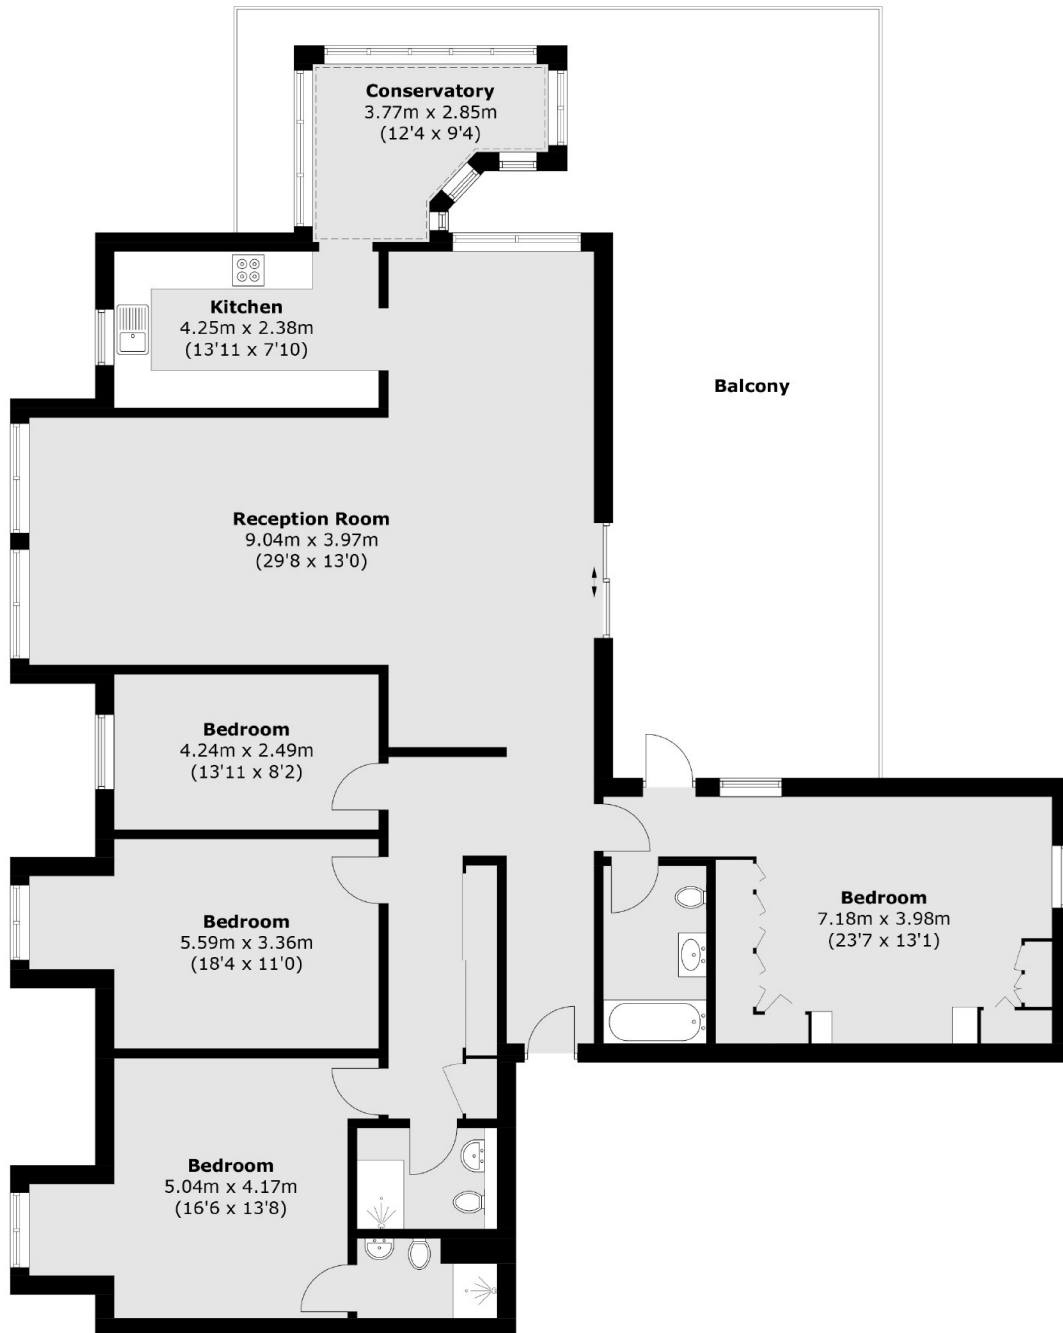 Conservatory
3.77m x 2.85m
(12'4 x 9'4)
Kitchen
4.25m x 2.38m
(13'11 x 7'10)
Balcony
Reception Room
9.04m x 3.97m
(29'8 x 13'0)
Bedroom
4.24m x 2.49m
(13'11 x 8'2)
Bedroom
5.59m x 3.36m
(18'4 x 11'0)
Bedroom
7.18m x 3.98m
(23'7 x 13'1)
Bedroom
5.04m x 4.17m
(16'6 x 13'8)